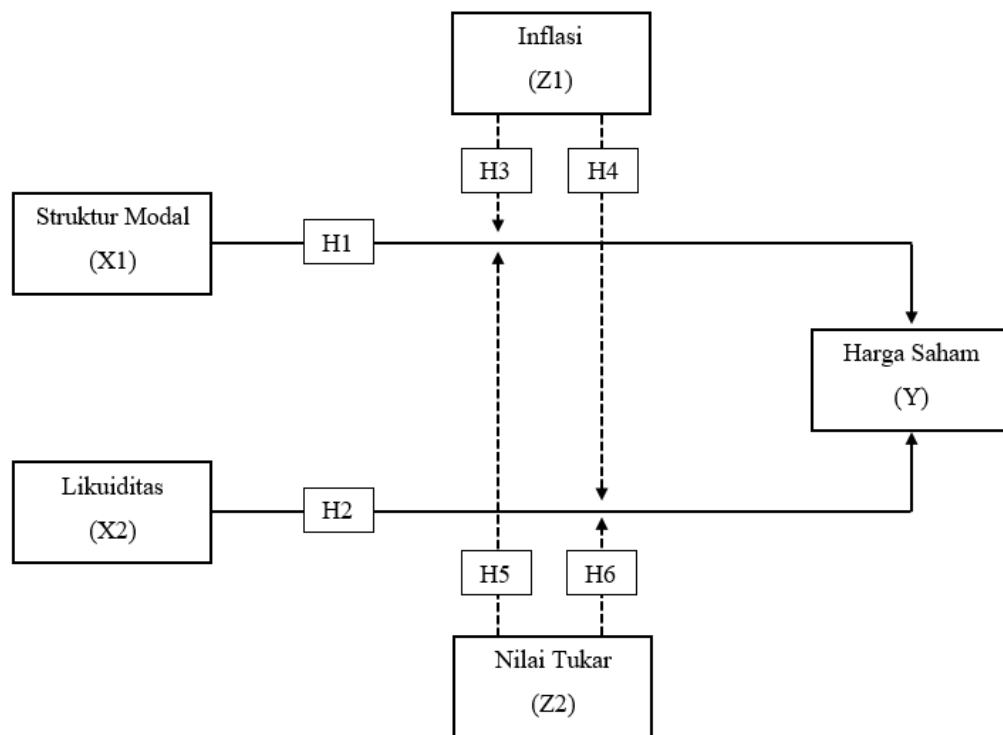 Inflasi
(Z1)
H3
H4
Struktur Modal
(X1)
H1
Harga Saham
(Y)
Likuiditas
(X2)
H2
H5
H6
Nilai Tukar
(Z2)